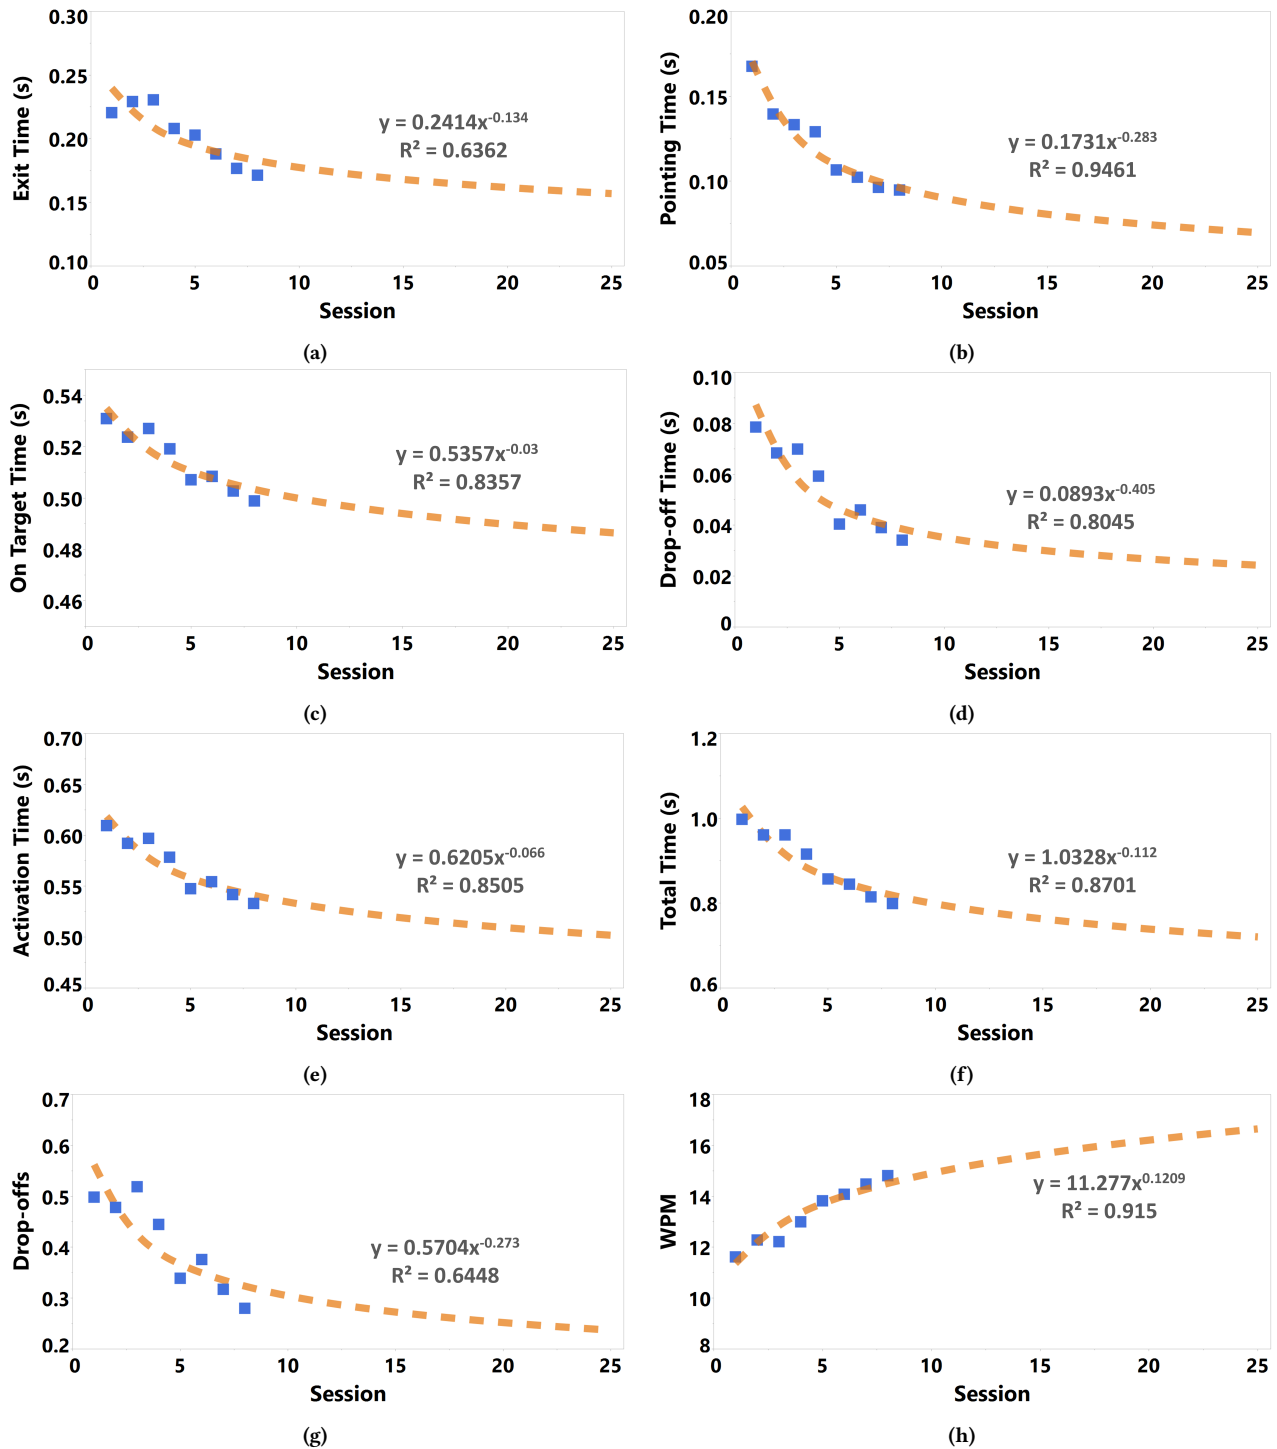 0.30
0.25
0.20
0.15
0.10
Exit Time (s)
y = 0.2414x^-0.134
R² = 0.6362
0 5 10 15 20 25
Session
(a)
0.20
0.15
0.10
0.05
Pointing Time (s)
y = 0.1731x^-0.283
R² = 0.9461
0 5 10 15 20 25
Session
(b)
0.54
0.52
0.50
0.48
0.46
On Target Time (s)
y = 0.5357x^-0.03
R² = 0.8357
0 5 10 15 20 25
Session
(c)
0.10
0.08
0.06
0.04
0.02
0
Drop-off Time (s)
y = 0.0893x^-0.405
R² = 0.8045
0 5 10 15 20 25
Session
(d)
0.70
0.65
0.60
0.55
0.50
0.45
Activation Time (s)
y = 0.6205x^-0.066
R² = 0.8505
0 5 10 15 20 25
Session
(e)
1.2
1.0
0.8
0.6
Total Time (s)
y = 1.0328x^-0.112
R² = 0.8701
0 5 10 15 20 25
Session
(f)
0.7
0.6
0.5
0.4
0.3
0.2
Drop-offs
y = 0.5704x^-0.273
R² = 0.6448
0 5 10 15 20 25
Session
(g)
18
16
14
12
10
8
WPM
y = 11.277x^0.1209
R² = 0.915
0 5 10 15 20 25
Session
(h)